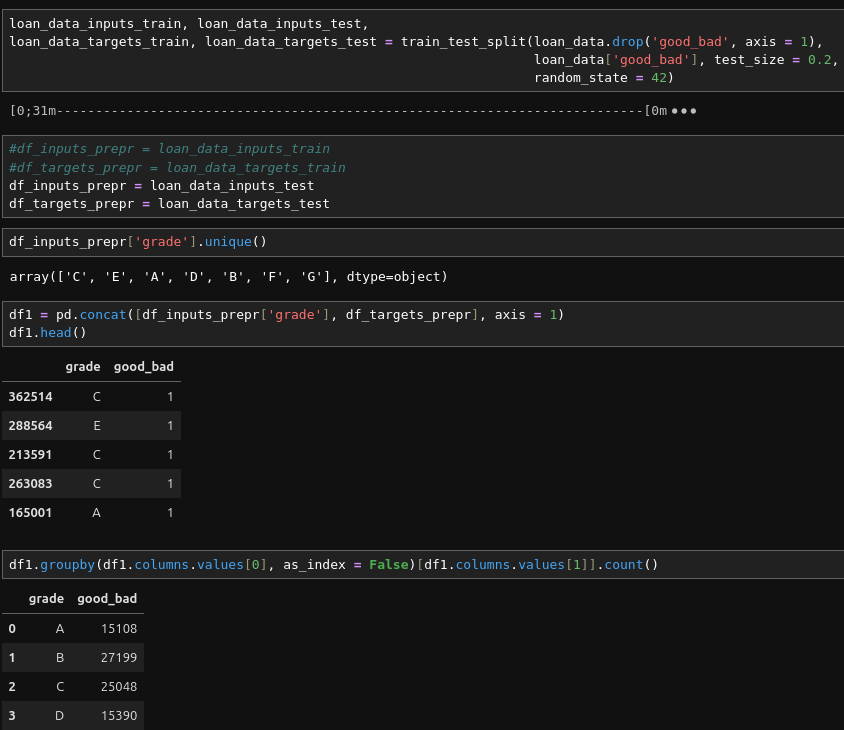 loan_data_inputs_train, loan_data_inputs_test,
loan_data_targets_train, loan_data_targets_test = train_test_split(loan_data.drop('good_bad', axis = 1),
loan_data['good_bad'], test_size = 0.2,
random_state = 42)
[0;31m---------------------------------------------------------------------------[0m•••
#df_inputs_prepr = loan_data_inputs_train
#df_targets_prepr = loan_data_targets_train
df_inputs_prepr = loan_data_inputs_test
df_targets_prepr = loan_data_targets_test
df_inputs_prepr['grade'].unique()
array(['C', 'E', 'A', 'D', 'B', 'F', 'G'], dtype=object)
df1 = pd.concat([df_inputs_prepr['grade'], df_targets_prepr], axis = 1)
df1.head()
grade good_bad
362514 C 1
288564 E 1
213591 C 1
263083 C 1
165001 A 1
df1.groupby(df1.columns.values[0], as_index = False)[df1.columns.values[1]].count()
grade good_bad
0 A 15108
1 B 27199
2 C 25048
3 D 15390